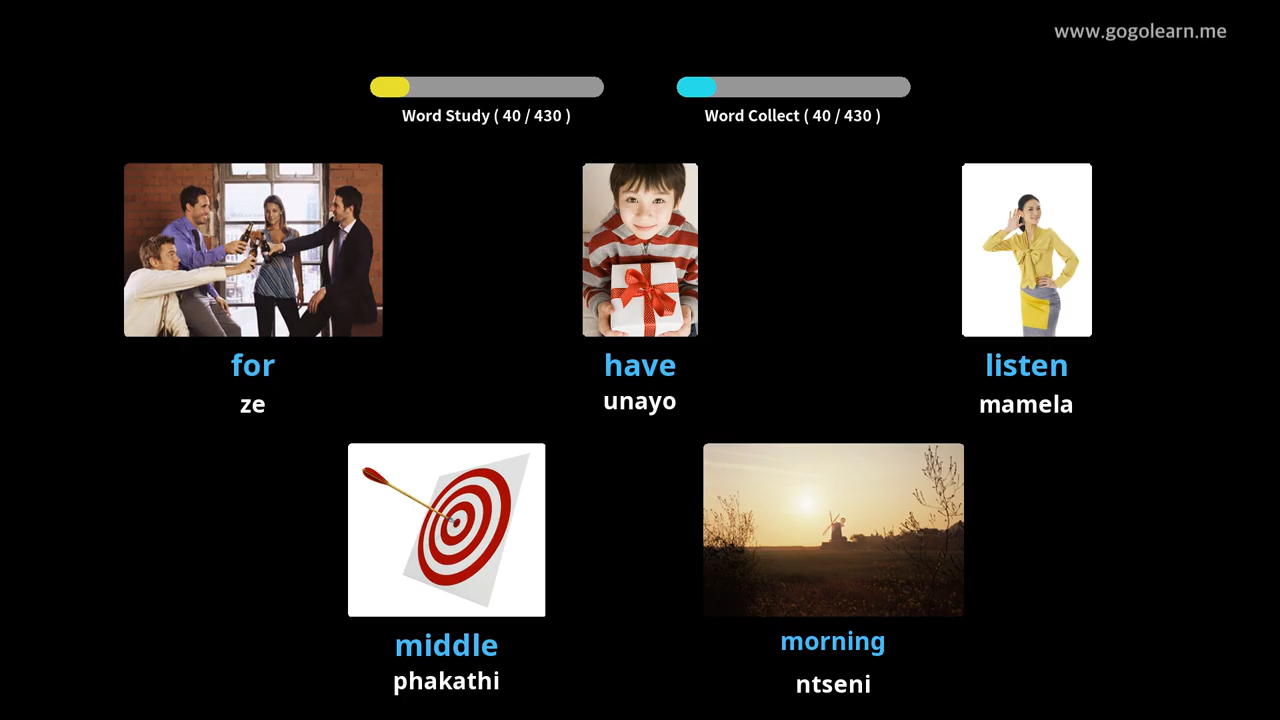 www.gogolearn.me
Word Study ( 40 / 430 )
Word Collect ( 40 / 430 )
for
ze
have
unayo
listen
mamela
middle
phakathi
morning
ntseni